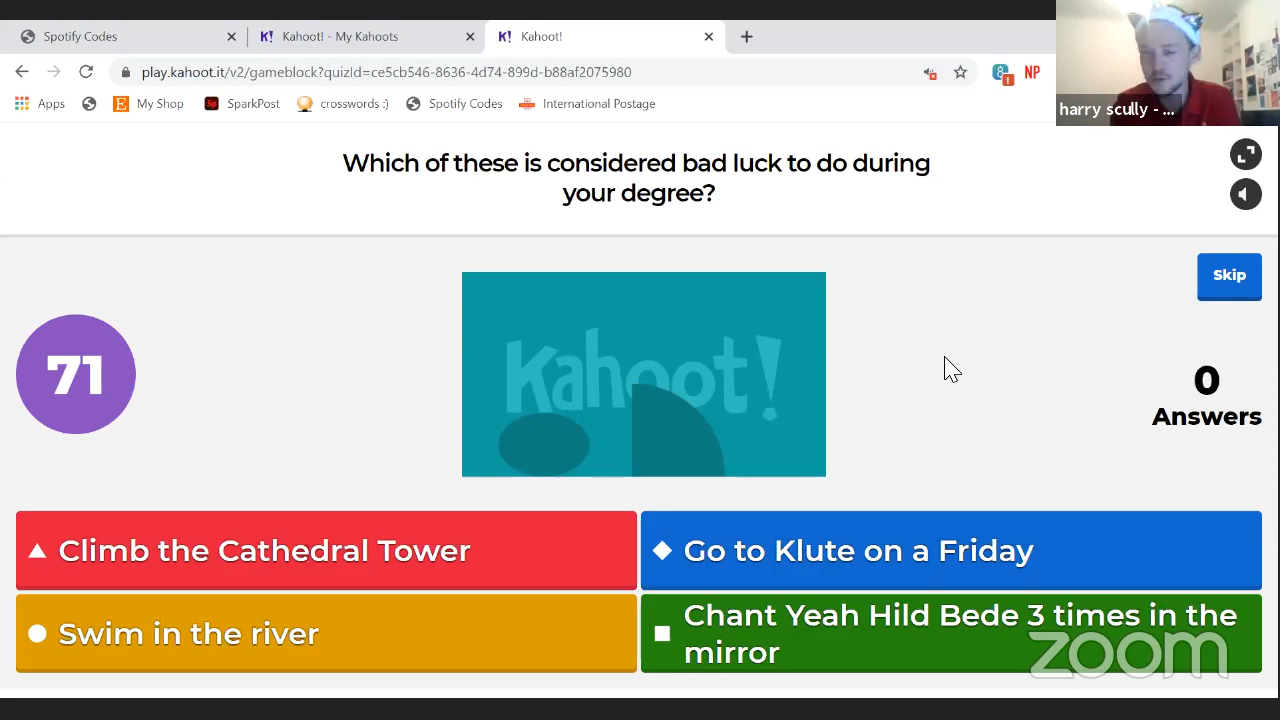 Spotify Codes
K! Kahoot! - My Kahoots
K! Kahoot!
play.kahoot.it/v2/gameblock?quizId=ce5cb546-8636-4d74-899d-b88af2075980
8
NP
Apps
E My Shop
Sp SparkPost
crosswords :)
Spotify Codes
International Postage
harry scully - ...
Which of these is considered bad luck to do during
your degree?
Skip
71
Kahoot!
0
Answers
Climb the Cathedral Tower
Go to Klute on a Friday
Swim in the river
Chant Yeah Hild Bede 3 times in the
mirror
zoom